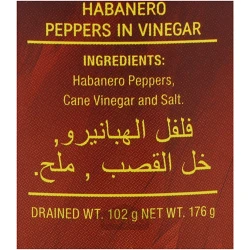 HABANERO
PEPPERS IN VINEGAR
INGREDIENTS:
Habanero Peppers,
Cane Vinegar and Salt.
فلفل الهبانيرو,
خل القصب , ملح.
DRAINED WT. 102 g NET WT. 176 g